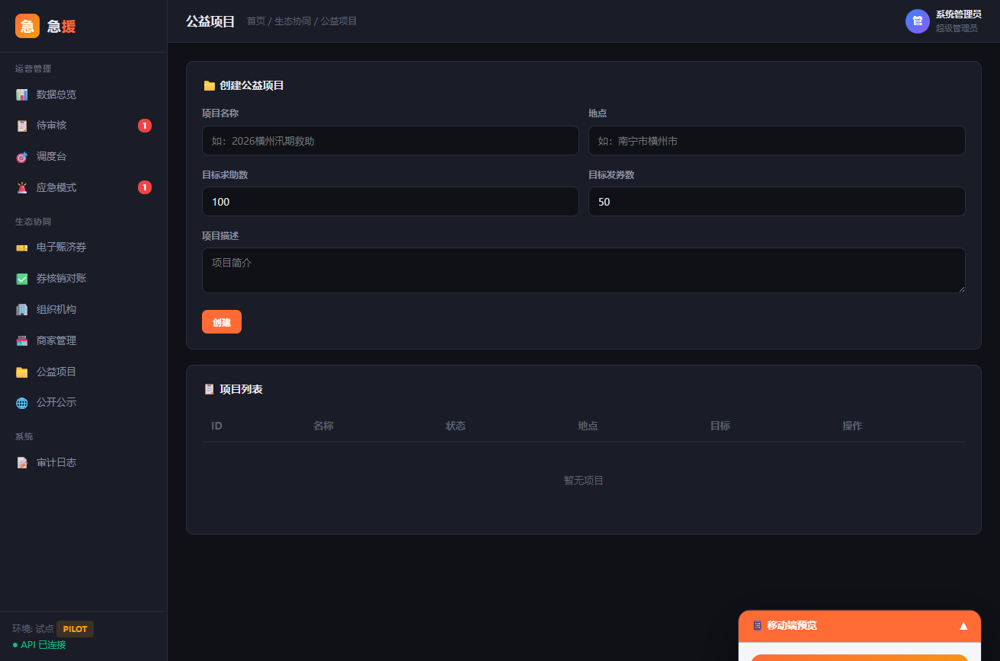 急 急援
运营管理
数据总览
待审核 1
调度台
应急模式 1
生态协同
电子赈济券
券核销对账
组织机构
商家管理
公益项目
公开公示
系统
审计日志
环境: 试点 PILOT
API 已连接
公益项目 首页 / 生态协同 / 公益项目
管 系统管理员
超级管理员
创建公益项目
项目名称 地点
如：2026横州汛期救助 如：南宁市横州市
目标求助数 目标发券数
100 50
项目描述
项目简介
创建
项目列表
ID 名称 状态 地点 目标 操作
暂无项目
移动端预览 ▲